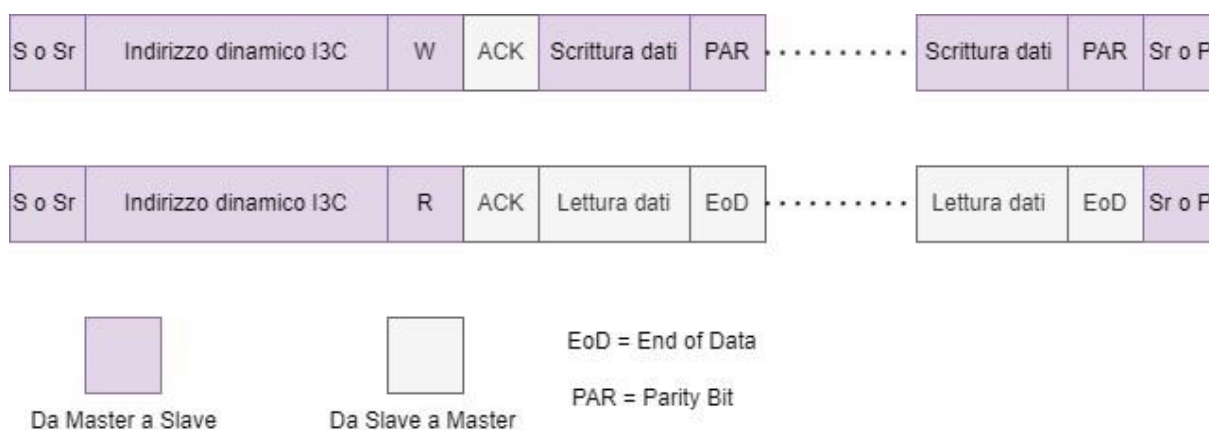 S o Sr Indirizzo dinamico I3C W ACK Scrittura dati PAR Scrittura dati PAR Sr o P
S o Sr Indirizzo dinamico I3C R ACK Lettura dati EoD Lettura dati EoD Sr o P
EoD = End of Data
PAR = Parity Bit
Da Master a Slave Da Slave a Master